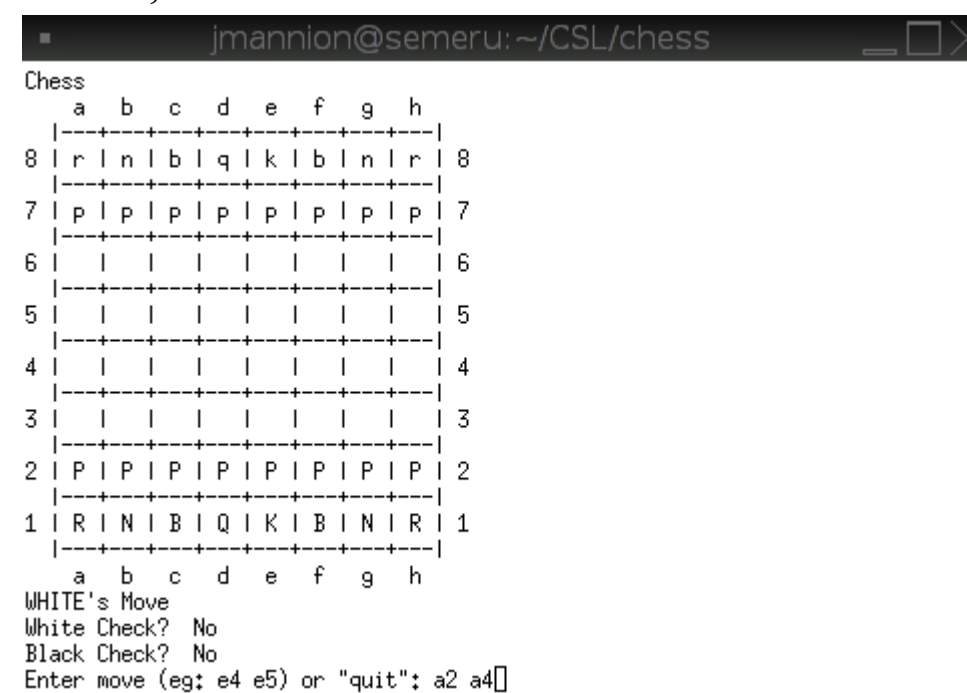 jmannion@semeru:~/CSL/chess
Chess
    a   b   c   d   e   f   g   h
  |---+---+---+---+---+---+---+---|
8 | r | n | b | q | k | b | n | r | 8
  |---+---+---+---+---+---+---+---|
7 | p | p | p | p | p | p | p | p | 7
  |---+---+---+---+---+---+---+---|
6 |   |   |   |   |   |   |   |   | 6
  |---+---+---+---+---+---+---+---|
5 |   |   |   |   |   |   |   |   | 5
  |---+---+---+---+---+---+---+---|
4 |   |   |   |   |   |   |   |   | 4
  |---+---+---+---+---+---+---+---|
3 |   |   |   |   |   |   |   |   | 3
  |---+---+---+---+---+---+---+---|
2 | P | P | P | P | P | P | P | P | 2
  |---+---+---+---+---+---+---+---|
1 | R | N | B | Q | K | B | N | R | 1
  |---+---+---+---+---+---+---+---|
    a   b   c   d   e   f   g   h
WHITE's Move
White Check?  No
Black Check?  No
Enter move (eg: e4 e5) or "quit": a2 a4